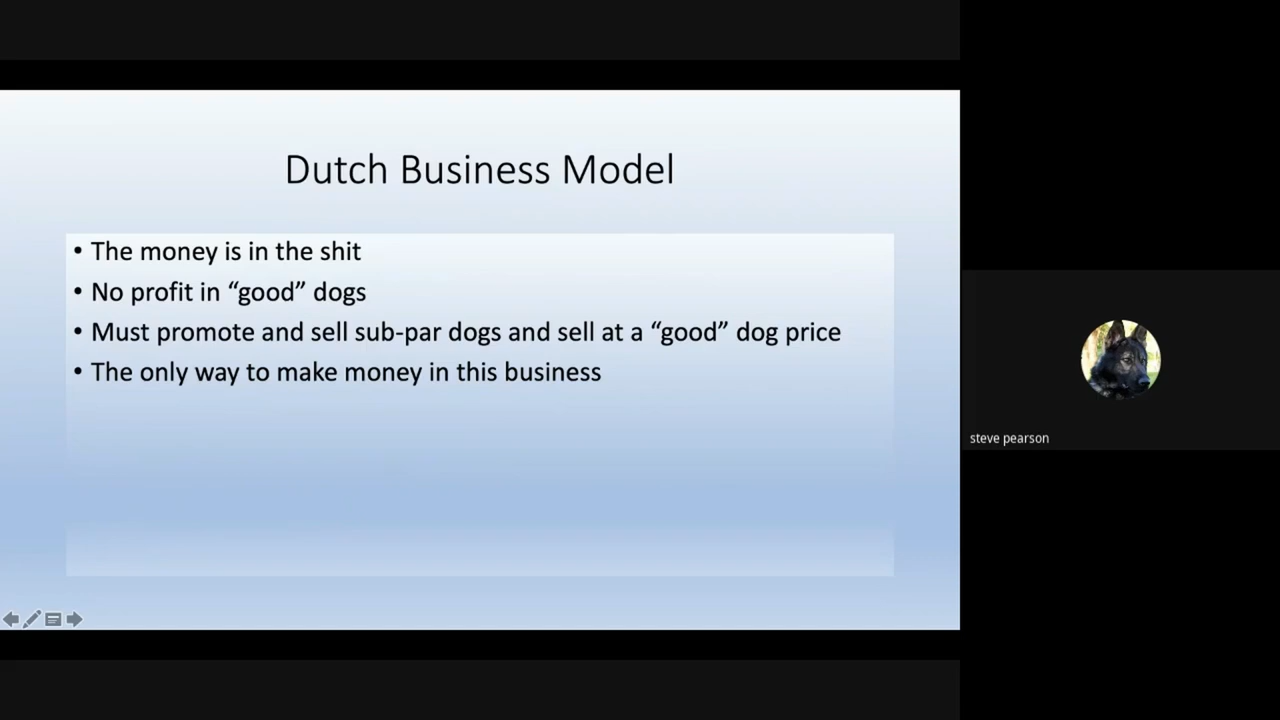 Dutch Business Model
• The money is in the shit
• No profit in “good” dogs
• Must promote and sell sub-par dogs and sell at a “good” dog price
• The only way to make money in this business
steve pearson